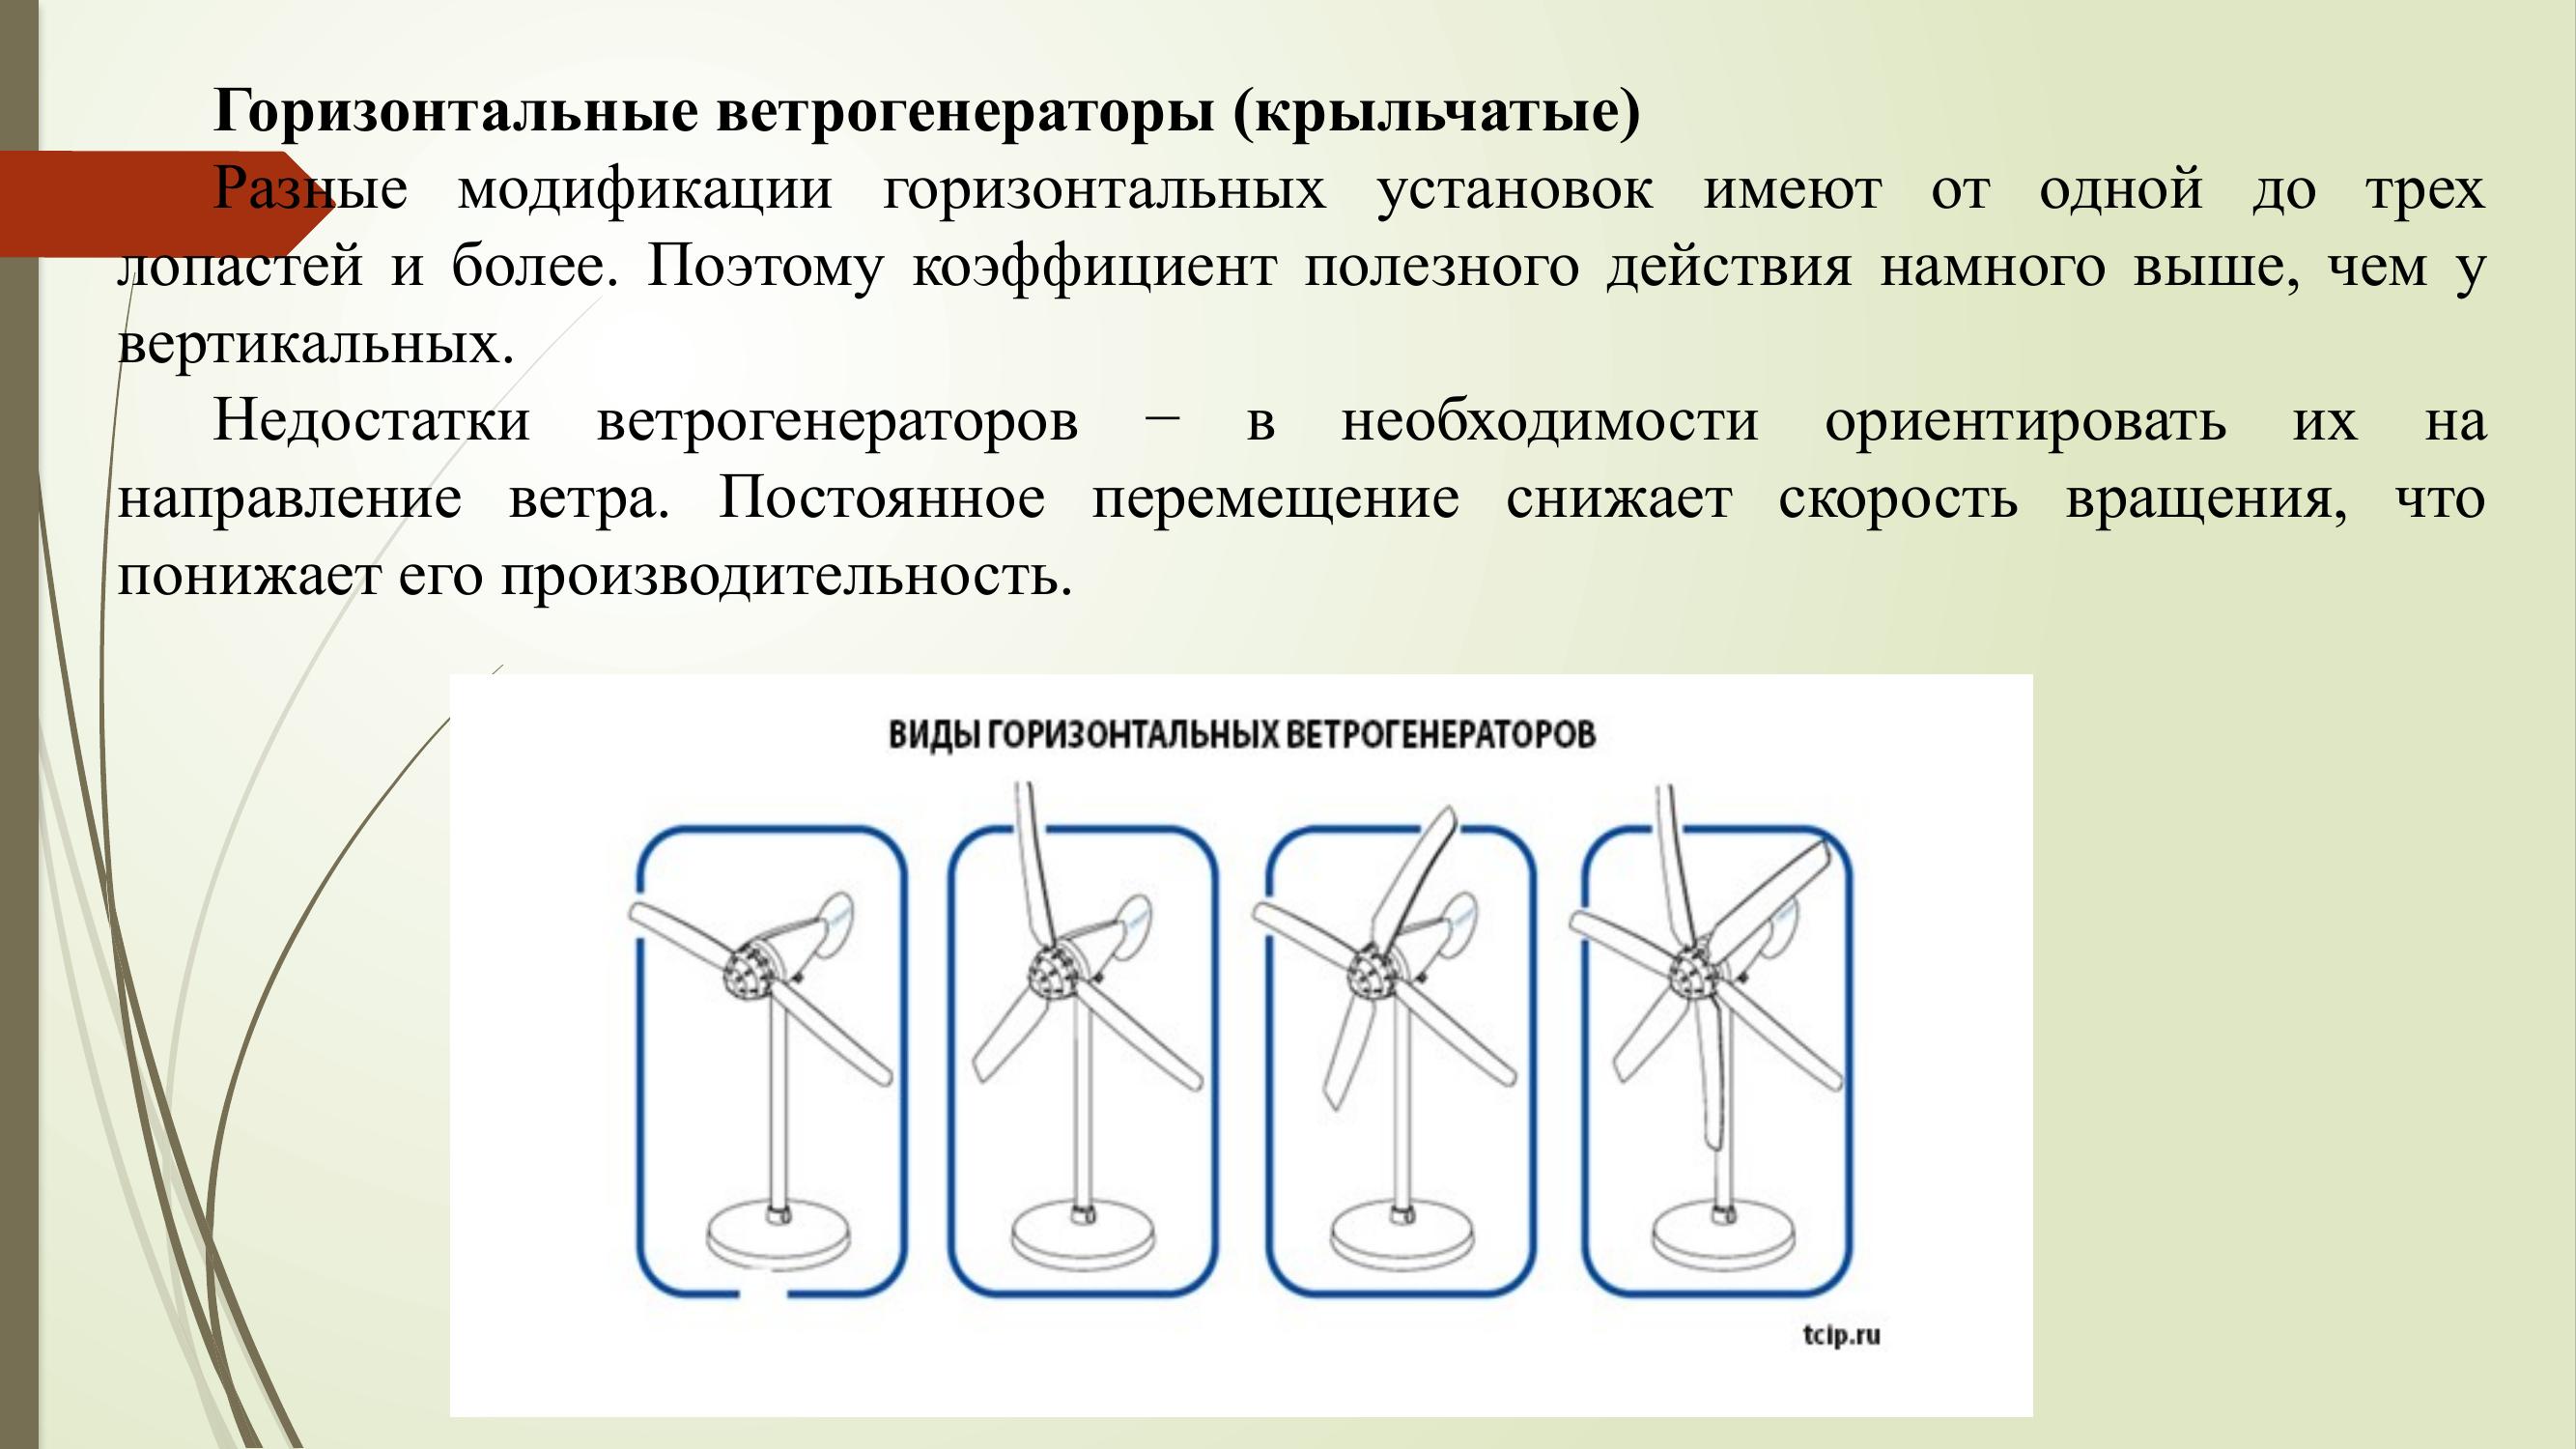 Горизонтальные ветрогенераторы (крыльчатые)
Разные модификации горизонтальных установок имеют от одной до трех
лопастей и более. Поэтому коэффициент полезного действия намного выше, чем у
вертикальных.
Недостатки ветрогенераторов – в необходимости ориентировать их на
направление ветра. Постоянное перемещение снижает скорость вращения, что
понижает его производительность.
ВИДЫ ГОРИЗОНТАЛЬНЫХ ВЕТРОГЕНЕРАТОРОВ
tcip.ru